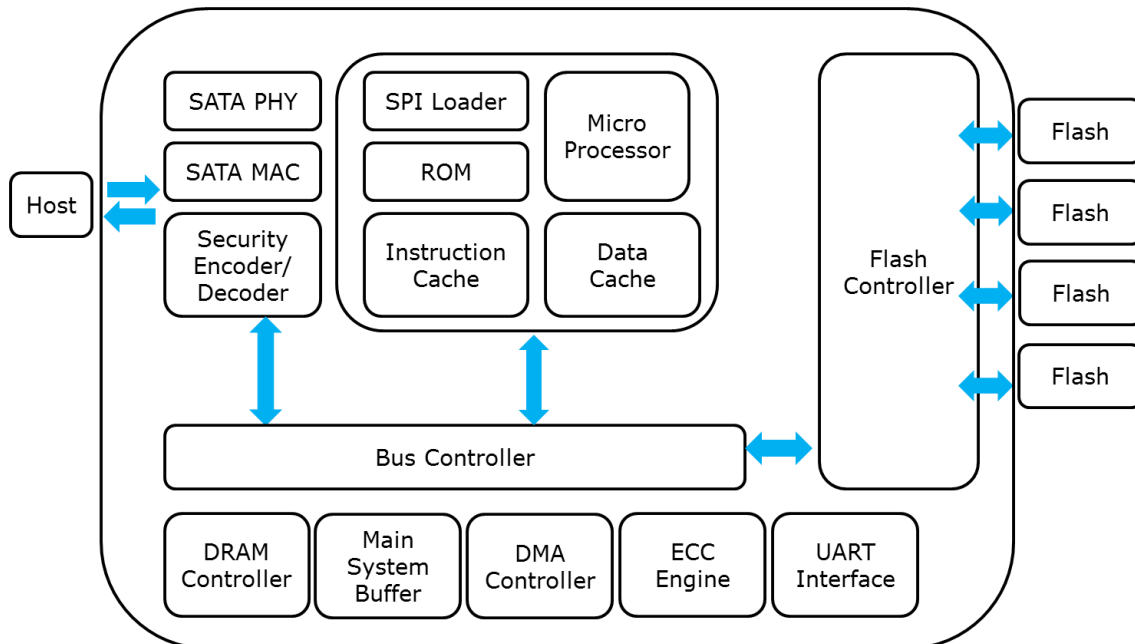 SATA PHY
SATA MAC
Security
Encoder/
Decoder
Host
SPI Loader
ROM
Instruction
Cache
Micro
Processor
Data
Cache
Flash
Controller
Flash
Flash
Flash
Flash
Bus Controller
DRAM
Controller
Main
System
Buffer
DMA
Controller
ECC
Engine
UART
Interface